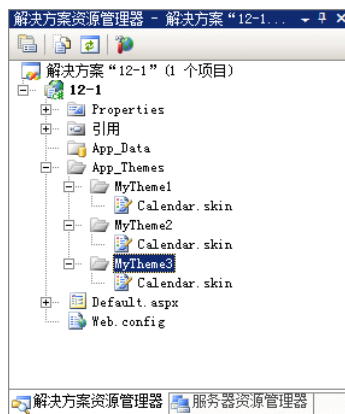 解决方案资源管理器 - 解决方案“12-1...
解决方案“12-1”(1 个项目)
12-1
Properties
引用
App_Data
App_Themes
MyTheme1
Calendar.skin
MyTheme2
Calendar.skin
MyTheme3
Calendar.skin
Default.aspx
Web.config
解决方案资源管理器 服务器资源管理器